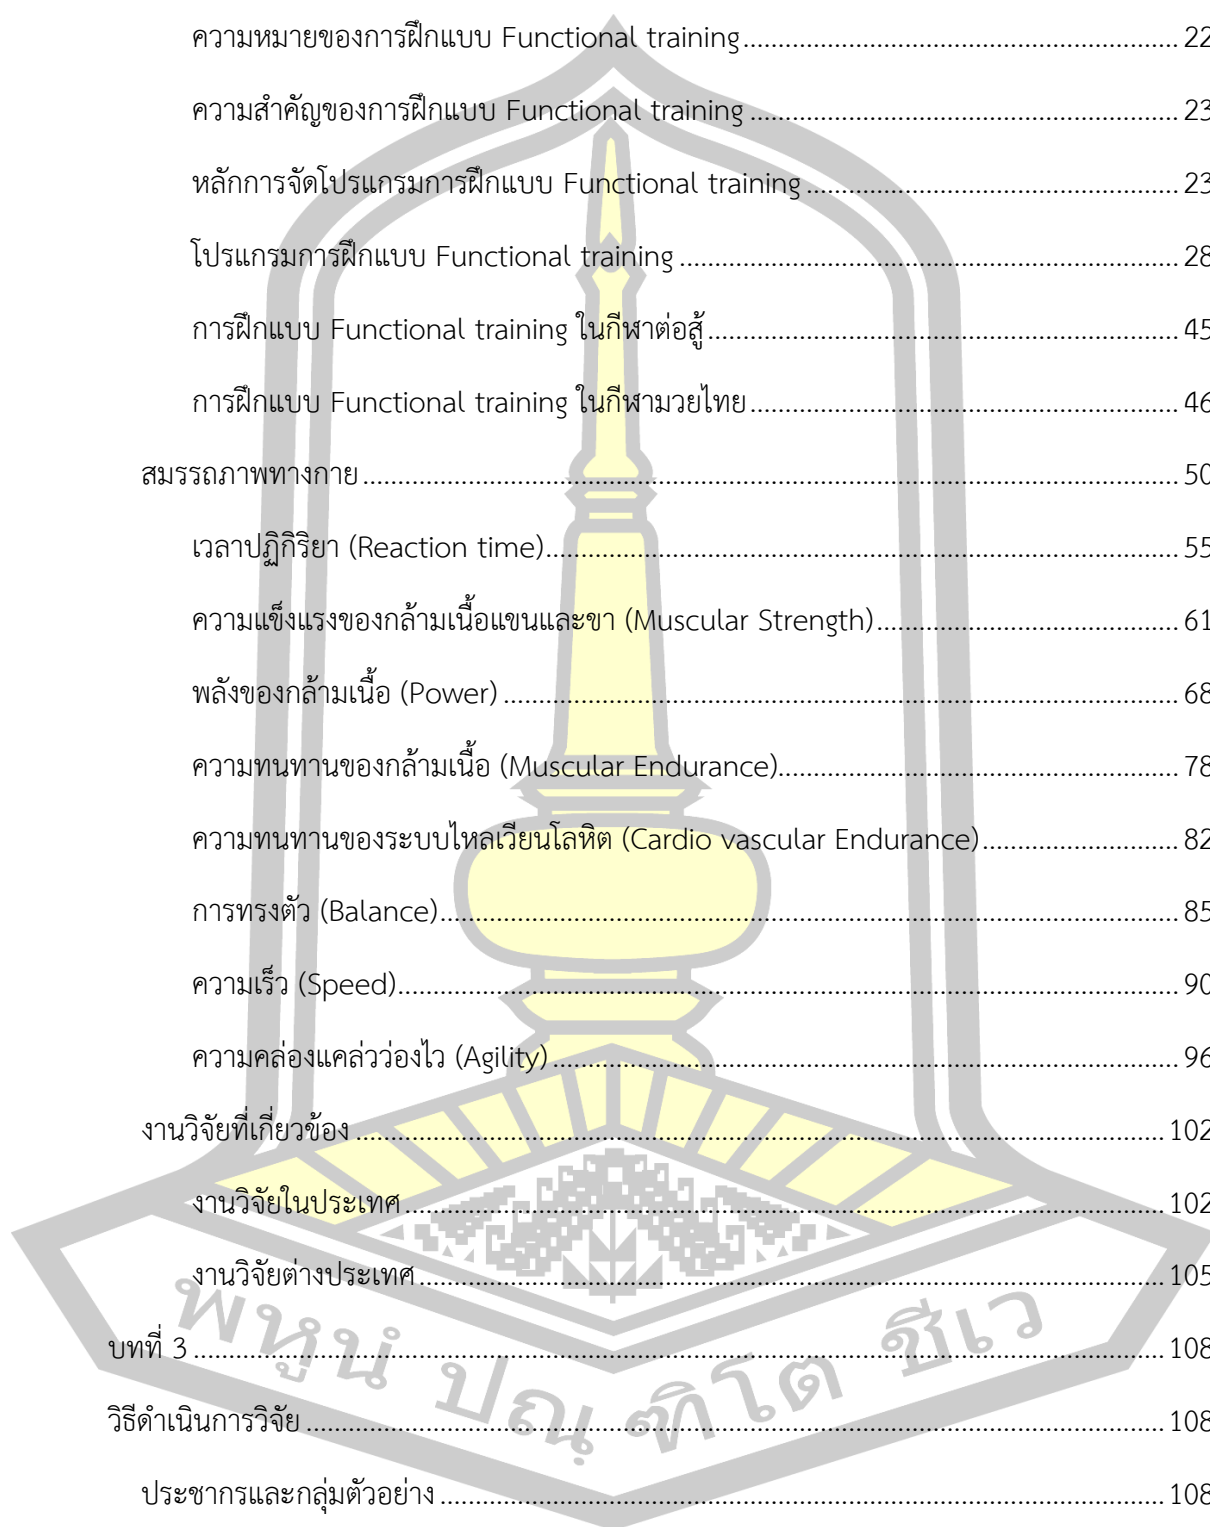 ความหมายของการฝึกแบบ Functional training ........ 22
ความสำคัญของการฝึกแบบ Functional training ........ 23
หลักการจัดโปรแกรมการฝึกแบบ Functional training ........ 23
โปรแกรมการฝึกแบบ Functional training ........ 28
การฝึกแบบ Functional training ในกีฬาต่อสู้ ........ 45
การฝึกแบบ Functional training ในกีฬามวยไทย ........ 46
สมรรถภาพทางกาย ........ 50
เวลาปฏิกิริยา (Reaction time) ........ 55
ความแข็งแรงของกล้ามเนื้อแขนและขา (Muscular Strength) ........ 61
พลังของกล้ามเนื้อ (Power) ........ 68
ความทนทานของกล้ามเนื้อ (Muscular Endurance) ........ 78
ความทนทานของระบบไหลเวียนโลหิต (Cardio vascular Endurance) ........ 82
การทรงตัว (Balance) ........ 85
ความเร็ว (Speed) ........ 90
ความคล่องแคล่วว่องไว (Agility) ........ 96
งานวิจัยที่เกี่ยวข้อง ........ 102
งานวิจัยในประเทศ ........ 102
งานวิจัยต่างประเทศ ........ 105
บทที่ 3 ........ 108
วิธีดำเนินการวิจัย ........ 108
ประชากรและกลุ่มตัวอย่าง ........ 108
พหูนํ ปณฺฑิโต ชีเว